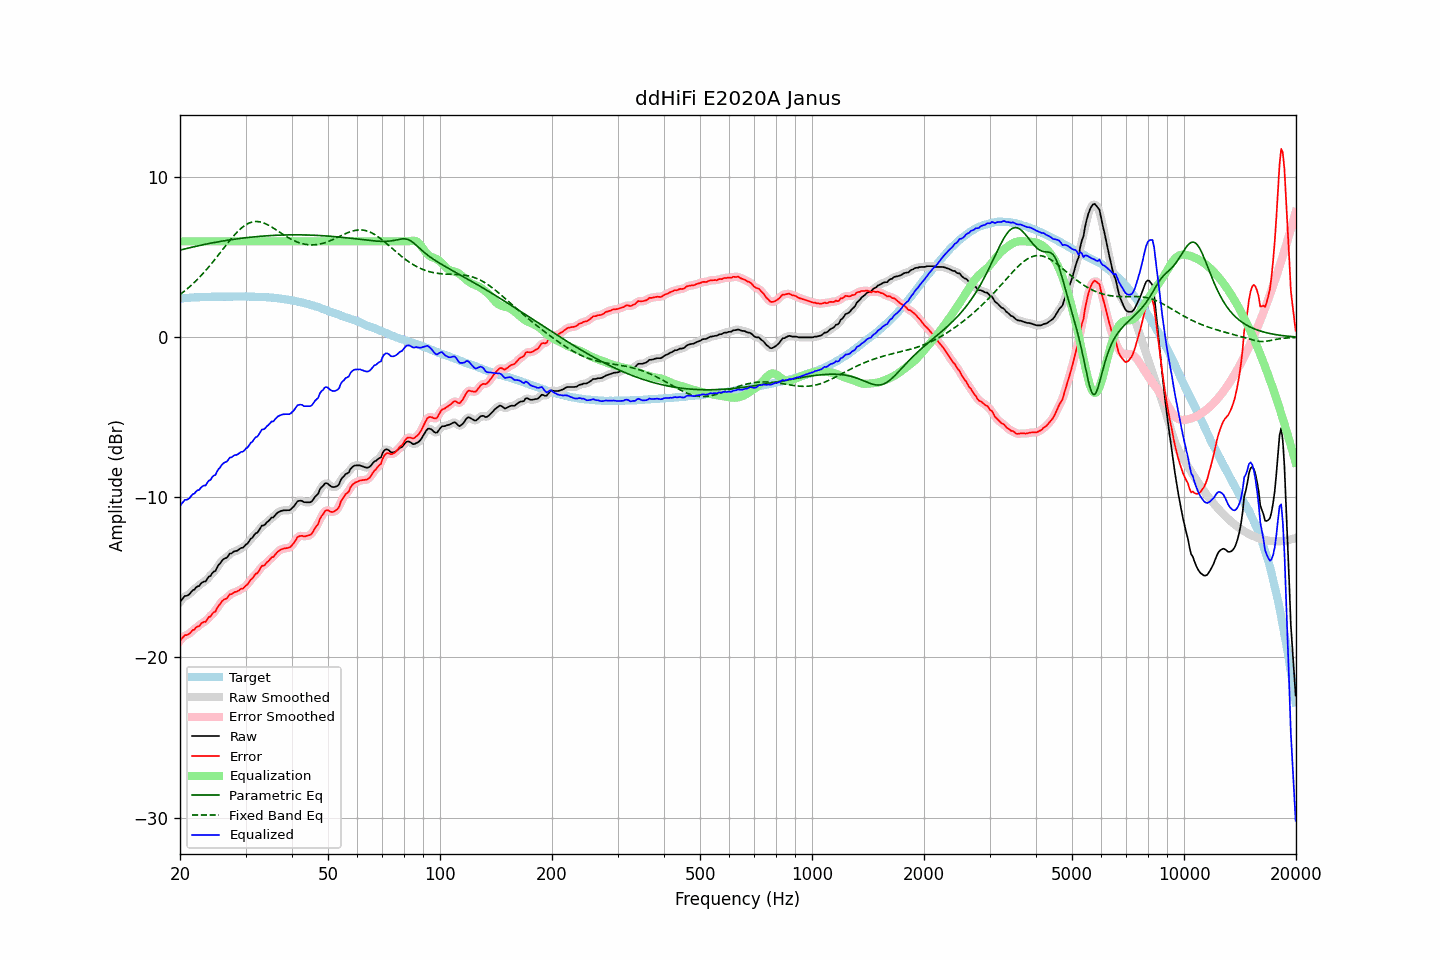 ddHiFi E2020A Janus
Amplitude (dBr)
10
0
−10
−20
−30
Target
Raw Smoothed
Error Smoothed
Raw
Error
Equalization
Parametric Eq
Fixed Band Eq
Equalized
20 50 100 200 500 1000 2000 5000 10000 20000
Frequency (Hz)